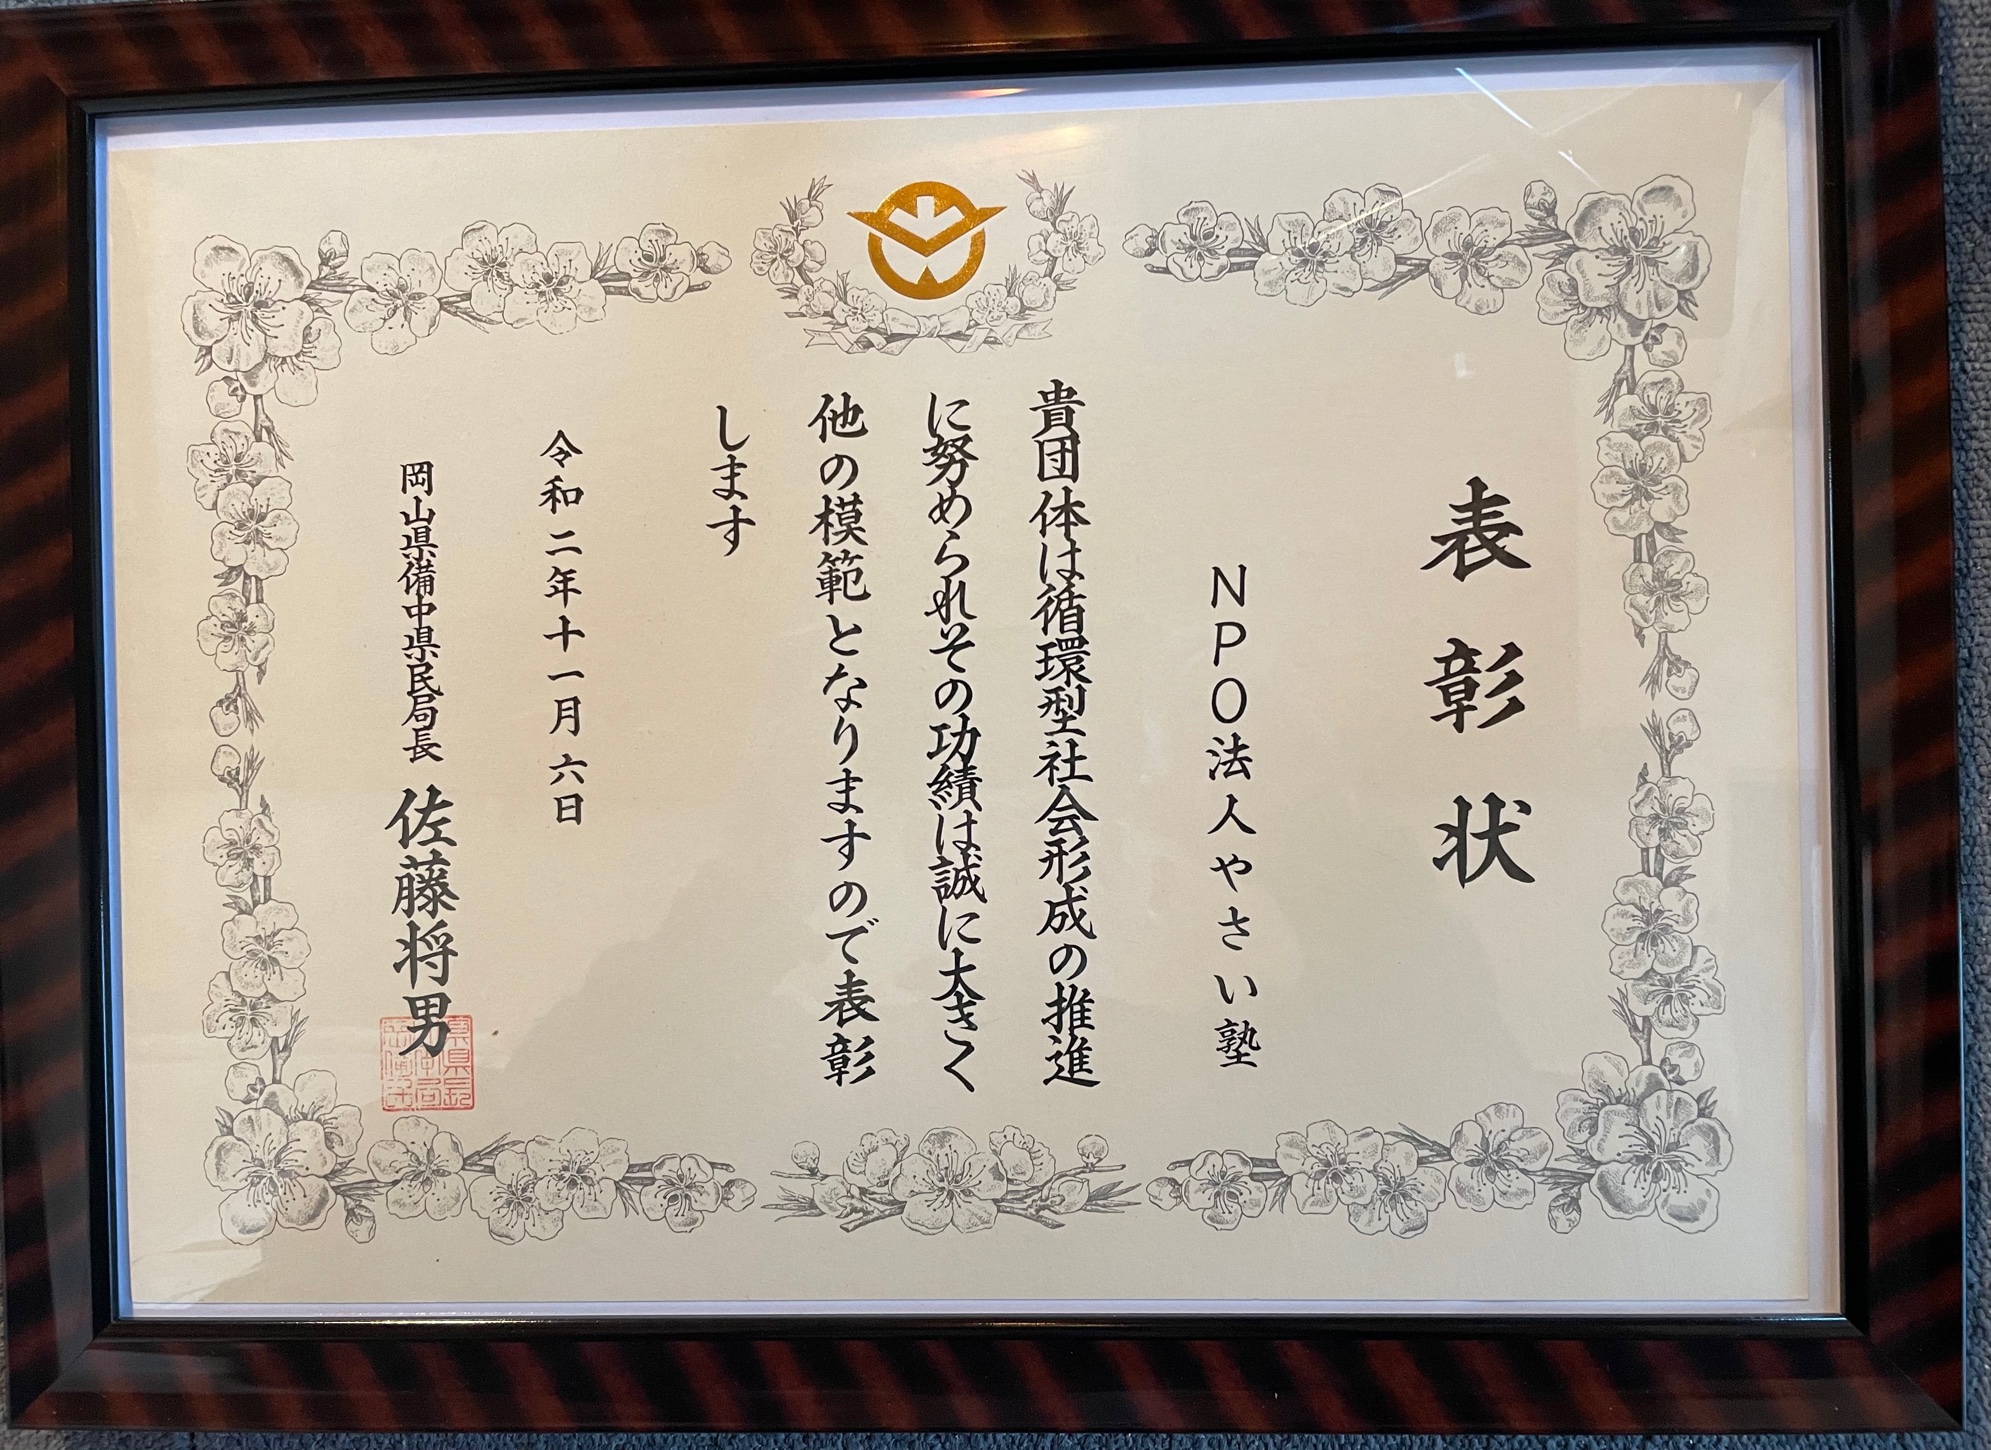 表彰状
NPO法人やさい塾
貴団体は循環型社会形成の推進
に努められその功績は誠に大きく
他の模範となりますので表彰
します
令和二年十一月六日
岡山県備中県民局長 佐藤将男